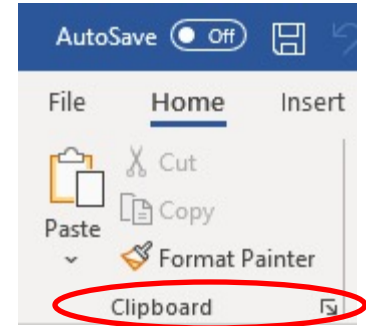 AutoSave Off
File Home Insert
Cut
Copy
Paste
Format Painter
Clipboard